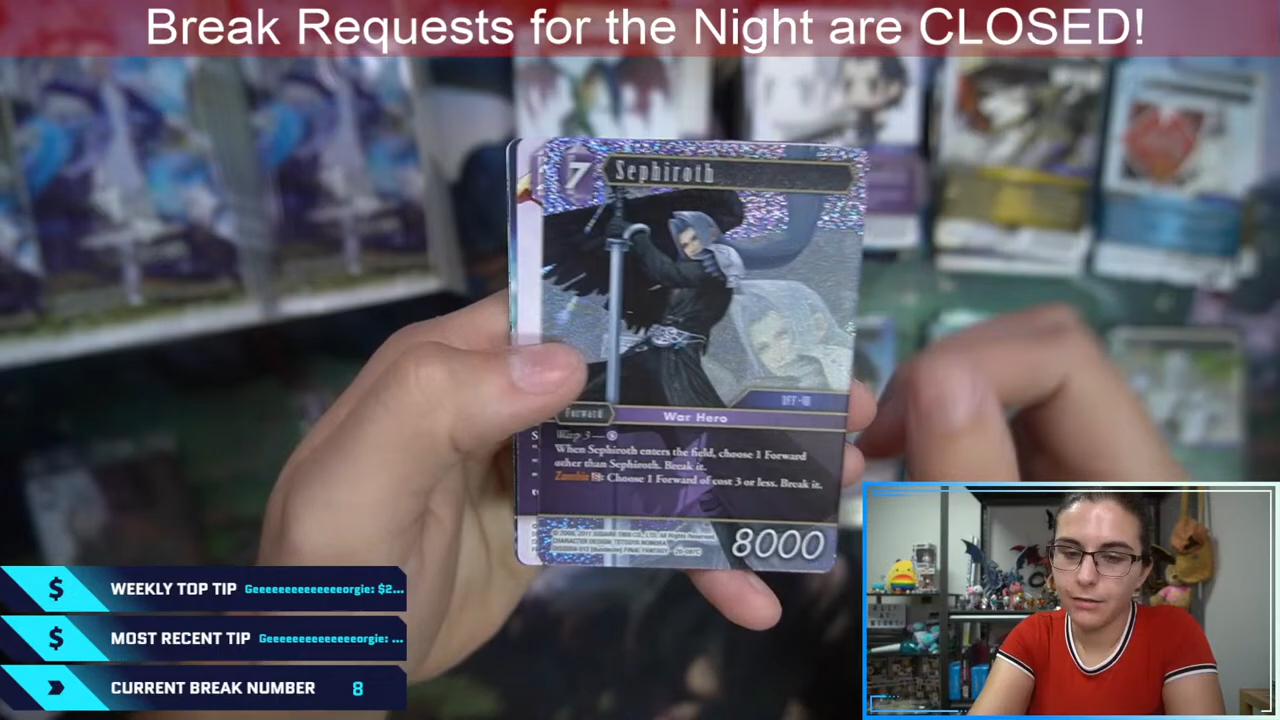 Break Requests for the Night are CLOSED!
7
Sephiroth
Forward
War Hero
Warp 3 —
When Sephiroth enters the field, choose 1 Forward
other than Sephiroth. Break it.
Choose 1 Forward of cost 3 or less. Break it.
8000
WEEKLY TOP TIP Geeeeeeeeeeeeeeorgie: $2...
MOST RECENT TIP Geeeeeeeeeeeeeeorgie: ...
CURRENT BREAK NUMBER 8